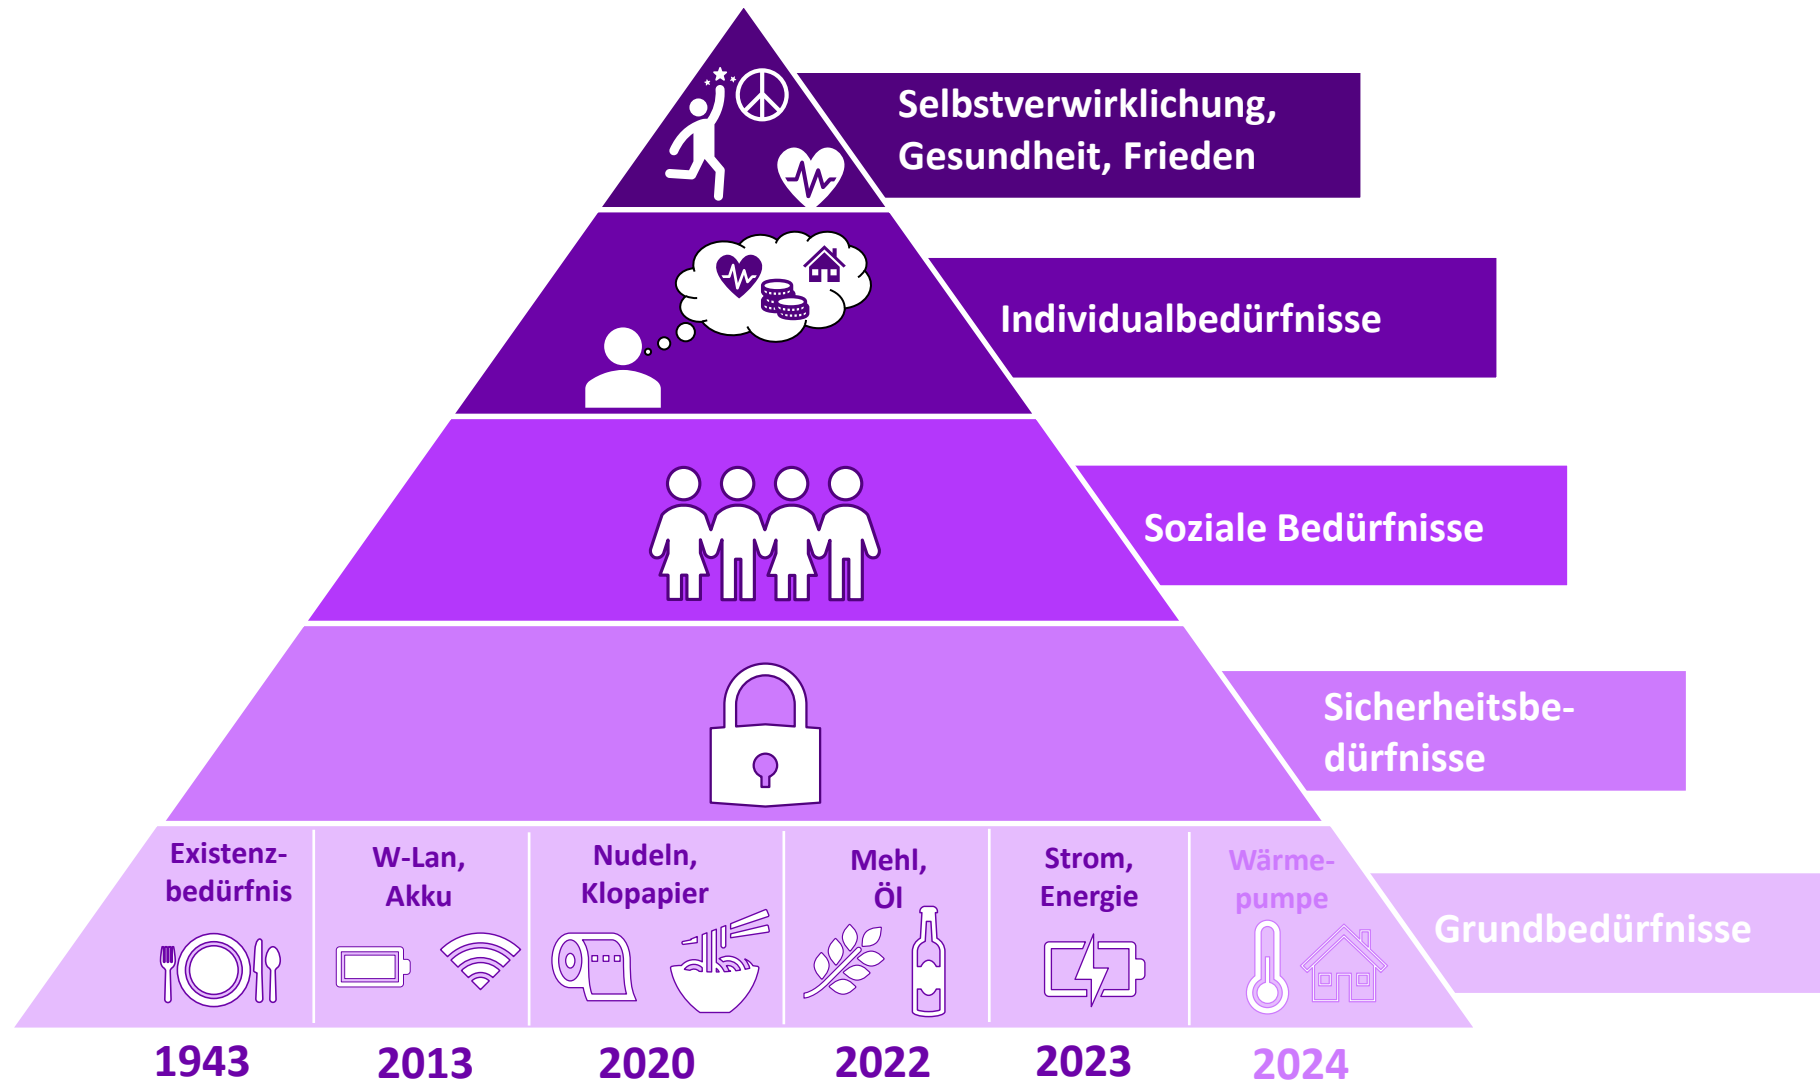 Selbstverwirklichung,
Gesundheit, Frieden
Individualbedürfnisse
Soziale Bedürfnisse
Sicherheitsbe-
dürfnisse
Grundbedürfnisse
Existenz-
bedürfnis
W-Lan,
Akku
Nudeln,
Klopapier
Mehl,
Öl
Strom,
Energie
Wärme-
pumpe
1943
2013
2020
2022
2023
2024